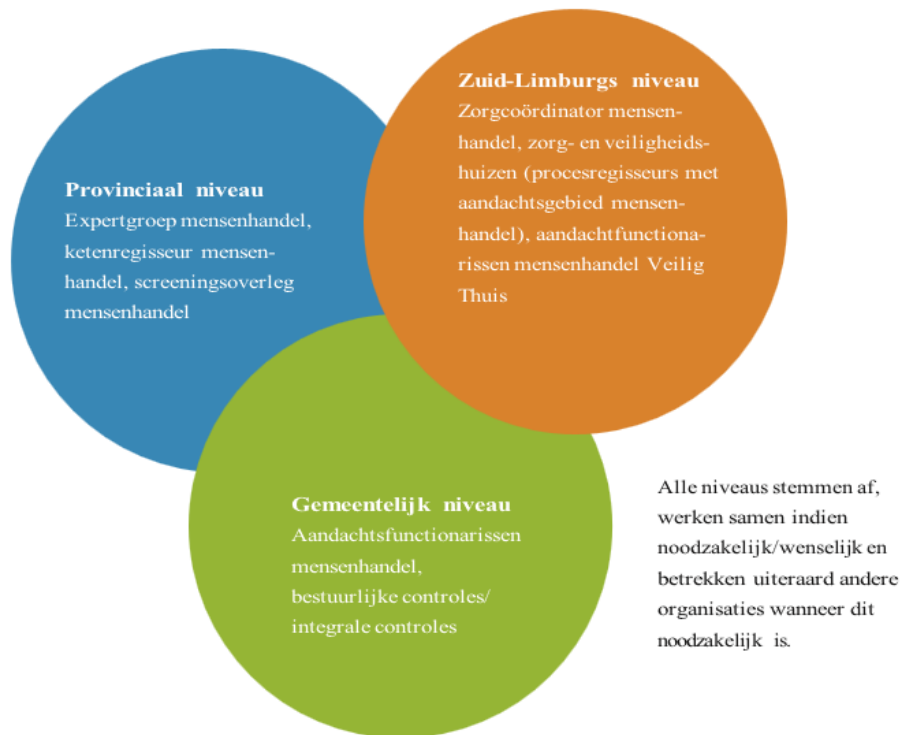 Provinciaal niveau
Expertgroep mensenhandel,
ketenregisseur mensen-
handel, screeningsoverleg
mensenhandel
Zuid-Limburgs niveau
Zorgcoördinator mensen-
handel, zorg- en veiligheids-
huizen (procesregisseurs met
aandachtsgebied mensen-
handel), aandachtfunctiona-
rissen mensenhandel Veilig
Thuis
Gemeentelijk niveau
Aandachtsfunctionarissen
mensenhandel,
bestuurlijke controles/
integrale controles
Alle niveaus stemmen af,
werken samen indien
noodzakelijk/wenselijk en
betrekken uiteraard andere
organisaties wanneer dit
noodzakelijk is.